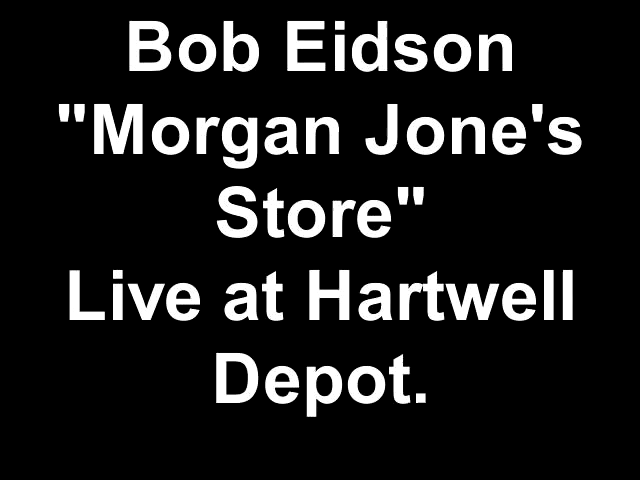 Bob Eidson
"Morgan Jone's
Store"
Live at Hartwell
Depot.